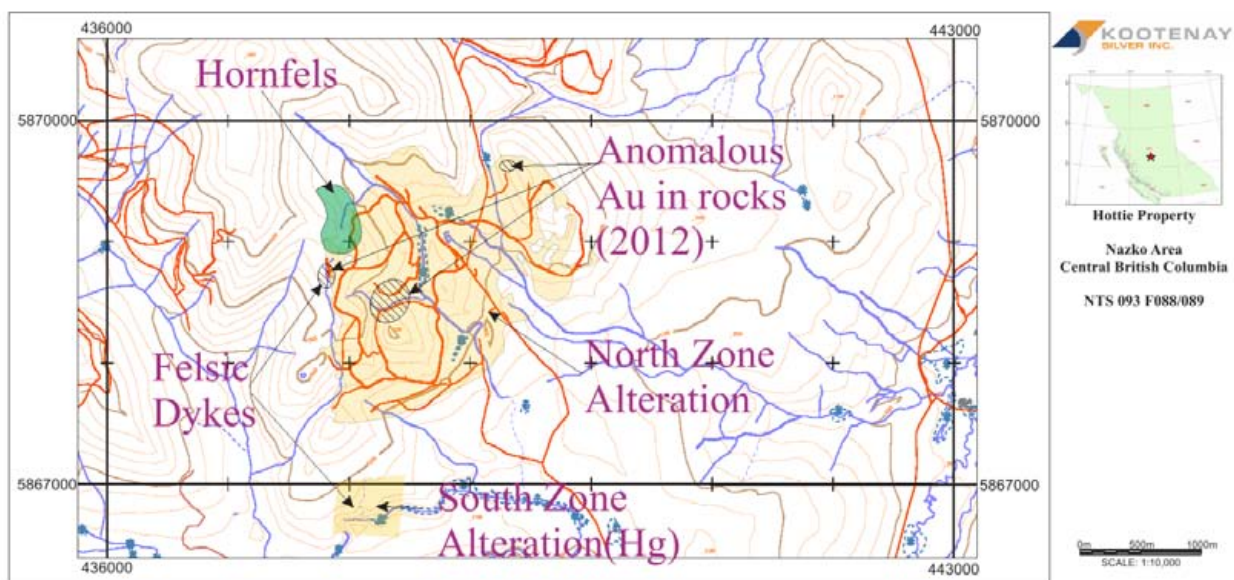 436000
443000
KOOTENAY
SILVER INC.
Hornfels
5870000
5870000
Anomalous
Au in rocks
(2012)
Hottie Property
Nazko Area
Central British Columbia
NTS 093 F088/089
Felsic
Dykes
North Zone
Alteration
5867000
5867000
South Zone
Alteration(Hg)
0m 500m 1000m
SCALE: 1:10,000
436000
443000